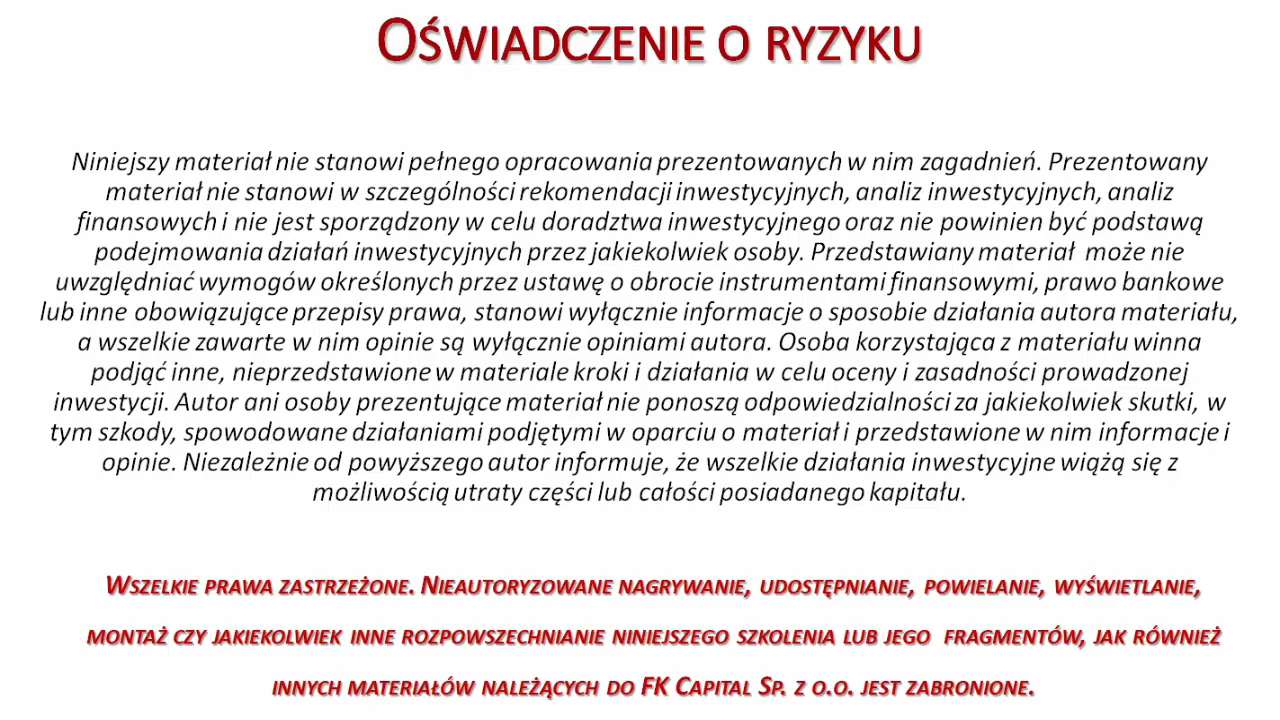 OŚWIADCZENIE O RYZYKU
Niniejszy materiał nie stanowi pełnego opracowania prezentowanych w nim zagadnień. Prezentowany
materiał nie stanowi w szczególności rekomendacji inwestycyjnych, analiz inwestycyjnych, analiz
finansowych i nie jest sporządzony w celu doradztwa inwestycyjnego oraz nie powinien być podstawą
podejmowania działań inwestycyjnych przez jakiekolwiek osoby. Przedstawiany materiał może nie
uwzględniać wymogów określonych przez ustawę o obrocie instrumentami finansowymi, prawo bankowe
lub inne obowiązujące przepisy prawa, stanowi wyłącznie informacje o sposobie działania autora materiału,
a wszelkie zawarte w nim opinie są wyłącznie opiniami autora. Osoba korzystająca z materiału winna
podjąć inne, nieprzedstawione w materiale kroki i działania w celu oceny i zasadności prowadzonej
inwestycji. Autor ani osoby prezentujące materiał nie ponoszą odpowiedzialności za jakiekolwiek skutki, w
tym szkody, spowodowane działaniami podjętymi w oparciu o materiał i przedstawione w nim informacje i
opinie. Niezależnie od powyższego autor informuje, że wszelkie działania inwestycyjne wiążą się z
możliwością utraty części lub całości posiadanego kapitału.
WSZELKIE PRAWA ZASTRZEŻONE. NIEAUTORYZOWANE NAGRYWANIE, UDOSTĘPNIANIE, POWIELANIE, WYŚWIETLANIE,
MONTAŻ CZY JAKIEKOLWIEK INNE ROZPOWSZECHNIANIE NINIEJSZEGO SZKOLENIA LUB JEGO FRAGMENTÓW, JAK RÓWNIEŻ
INNYCH MATERIAŁÓW NALEŻĄCYCH DO FK CAPITAL SP. Z O.O. JEST ZABRONIONE.